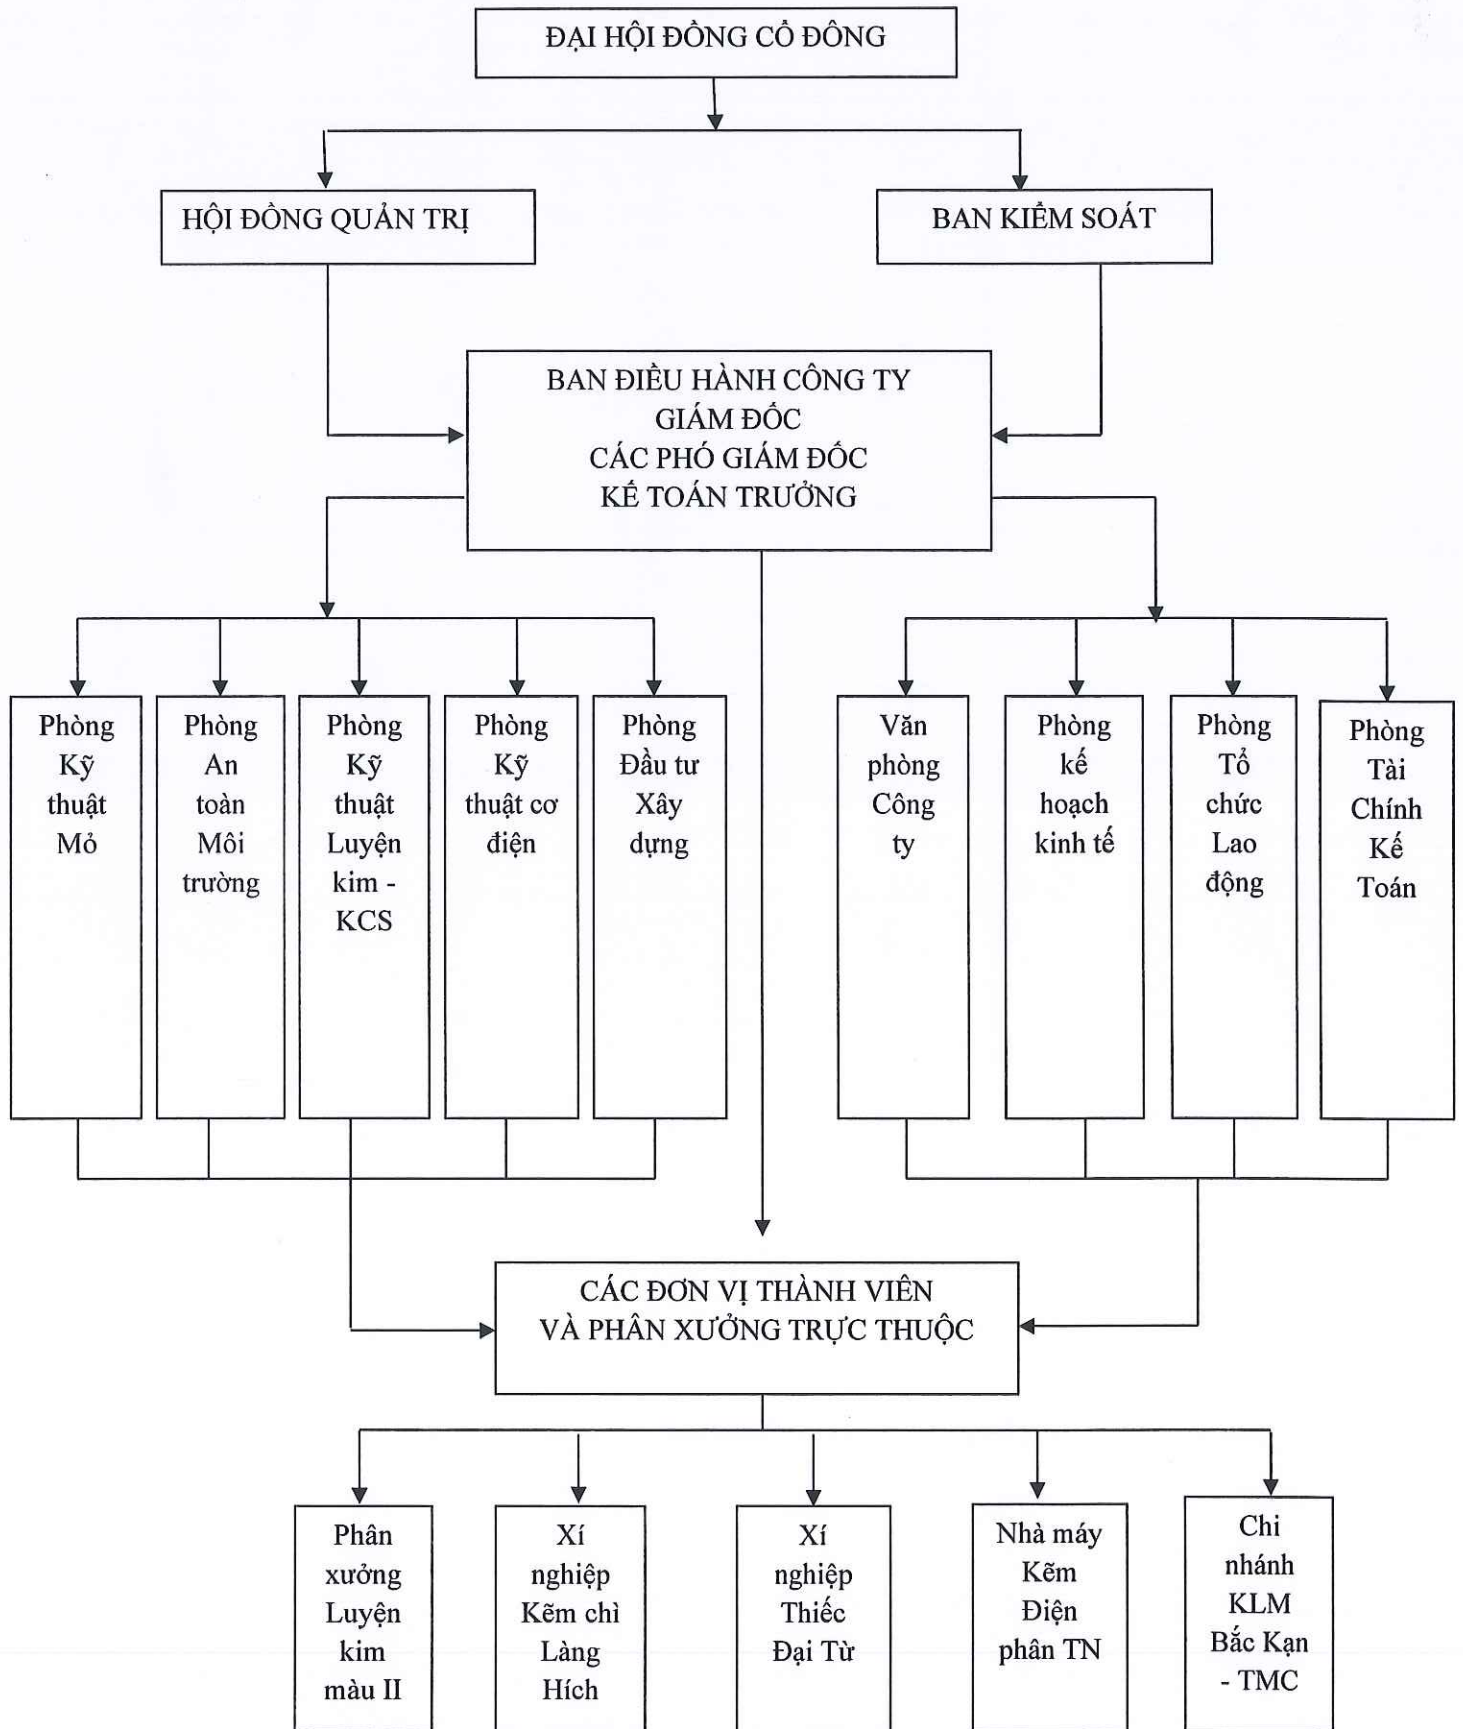 ĐẠI HỘI ĐỒNG CỔ ĐÔNG
HỘI ĐỒNG QUẢN TRỊ
BAN KIỂM SOÁT
BAN ĐIỀU HÀNH CÔNG TY
GIÁM ĐỐC
CÁC PHÓ GIÁM ĐỐC
KẾ TOÁN TRƯỞNG
Phòng
Kỹ
thuật
Mỏ
Phòng
An
toàn
Môi
trường
Phòng
Kỹ
thuật
Luyện
kim -
KCS
Phòng
Kỹ
thuật cơ
điện
Phòng
Đầu tư
Xây
dựng
Văn
phòng
Công
ty
Phòng
kế
hoạch
kinh tế
Phòng
Tổ
chức
Lao
động
Phòng
Tài
Chính
Kế
Toán
CÁC ĐƠN VỊ THÀNH VIÊN
VÀ PHÂN XƯỞNG TRỰC THUỘC
Phân
xưởng
Luyện
kim
màu II
Xí
nghiệp
Kẽm chì
Làng
Hích
Xí
nghiệp
Thiếc
Đại Từ
Nhà máy
Kẽm
Điện
phân TN
Chi
nhánh
KLM
Bắc Kạn
- TMC